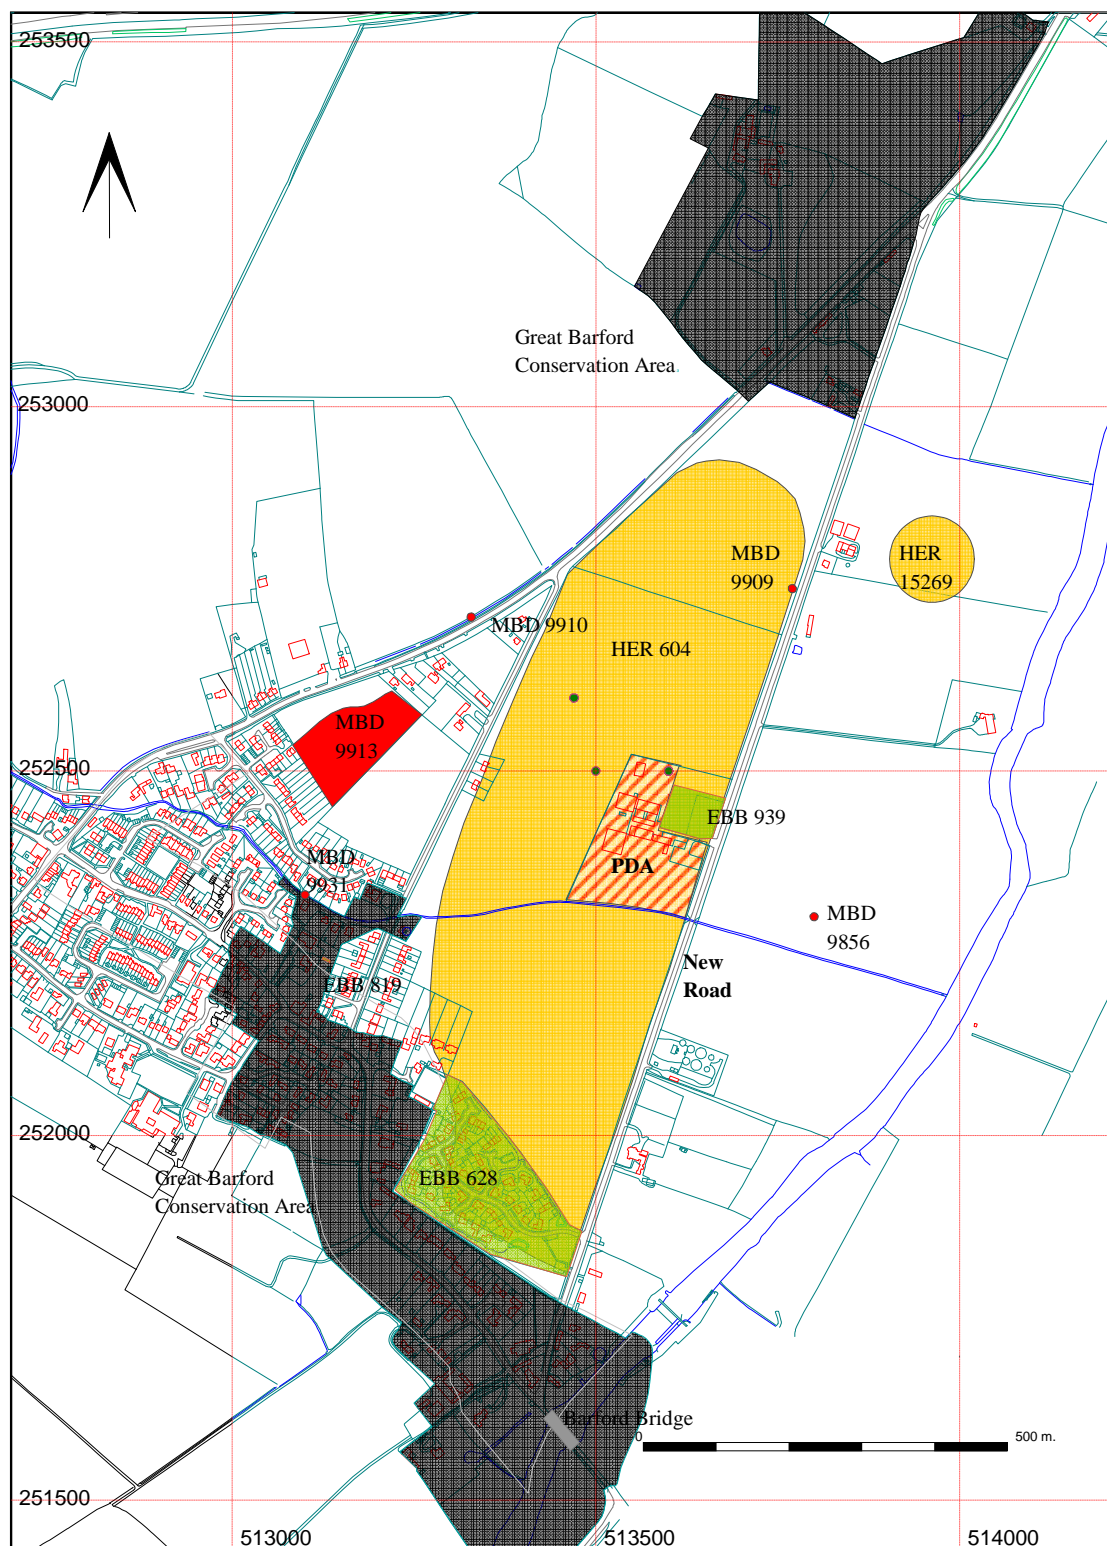 253500
Great Barford
Conservation Area
253000
MBD
9909
HER
15269
MBD 9910
HER 604
MBD
9913
252500
EBB 939
MBD
9931
PDA
MBD
9856
New
Road
EBB 819
252000
EBB 628
Great Barford
Conservation Area
Barford Bridge
0
500 m.
251500
513000
513500
514000